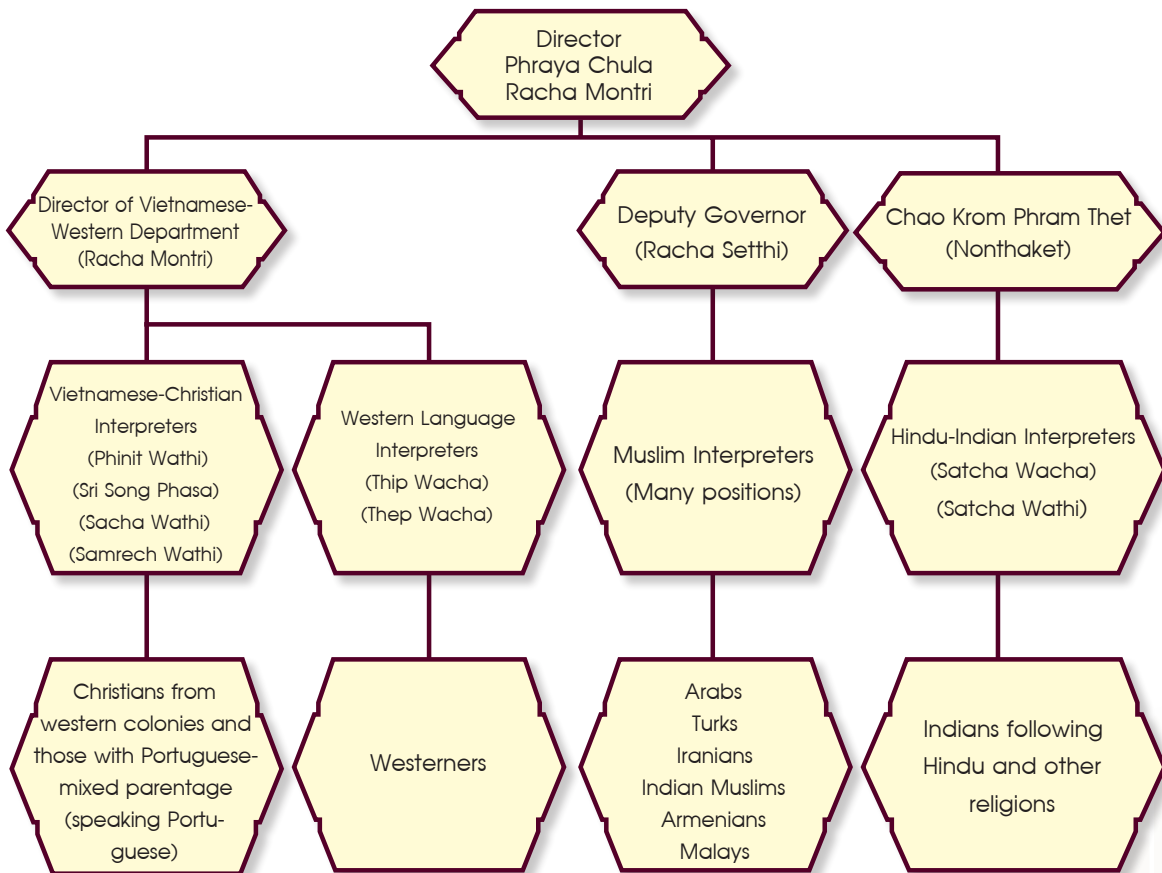 Director
Phraya Chula
Racha Montri
Director of Vietnamese-
Western Department
(Racha Montri)
Deputy Governor
(Racha Setthi)
Chao Krom Phram Thet
(Nonthaket)
Vietnamese-Christian
Interpreters
(Phinit Wathi)
(Sri Song Phasa)
(Sacha Wathi)
(Samrech Wathi)
Western Language
Interpreters
(Thip Wacha)
(Thep Wacha)
Muslim Interpreters
(Many positions)
Hindu-Indian Interpreters
(Satcha Wacha)
(Satcha Wathi)
Christians from
western colonies and
those with Portuguese-
mixed parentage
(speaking Portu-
guese)
Westerners
Arabs
Turks
Iranians
Indian Muslims
Armenians
Malays
Indians following
Hindu and other
religions